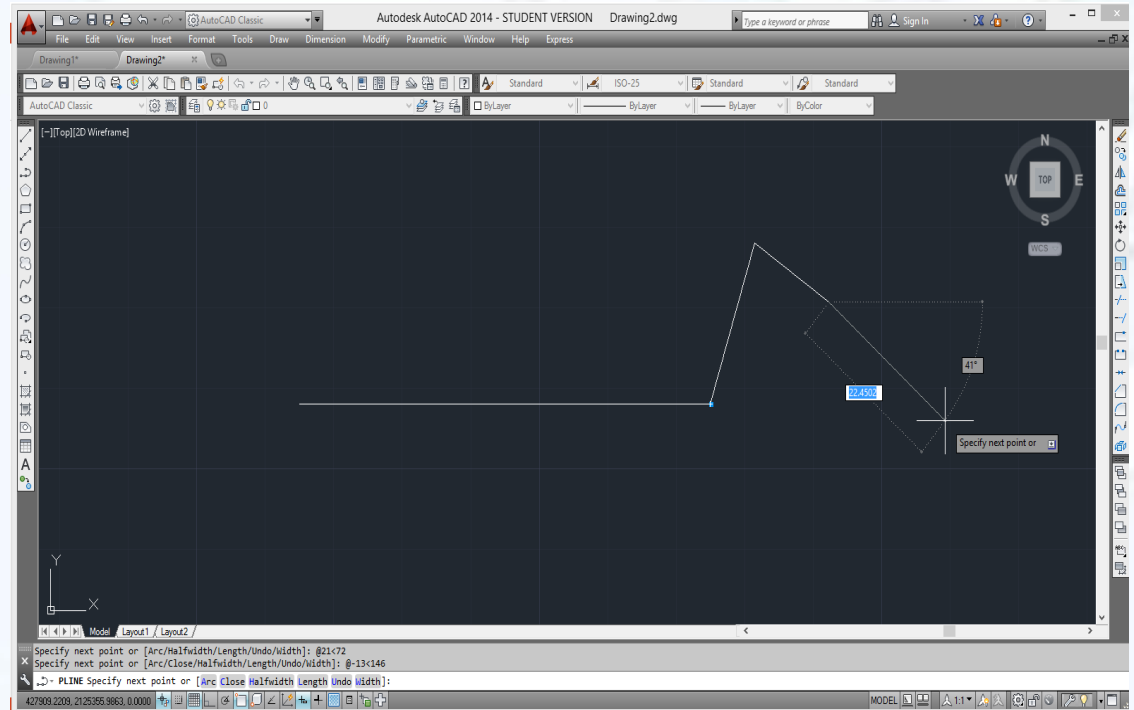 AutoCAD Classic Autodesk AutoCAD 2014 - STUDENT VERSION Drawing2.dwg Type a keyword or phrase Sign In
File Edit View Insert Format Tools Draw Dimension Modify Parametric Window Help Express
Drawing1* Drawing2*
Standard ISO-25 Standard Standard
AutoCAD Classic 0 ByLayer ByLayer ByLayer ByColor
[−][Top][2D Wireframe]
N
W TOP E
S
WCS
41°
22.4502
Specify next point or
Y
X
A
Model Layout1 Layout2
Specify next point or [Arc/Halfwidth/Length/Undo/Width]: @21<72
Specify next point or [Arc/Close/Halfwidth/Length/Undo/Width]: @-13<146
PLINE Specify next point or [Arc Close Halfwidth Length Undo Width]:
427909.2209, 2125355.9863, 0.0000 MODEL 1:1